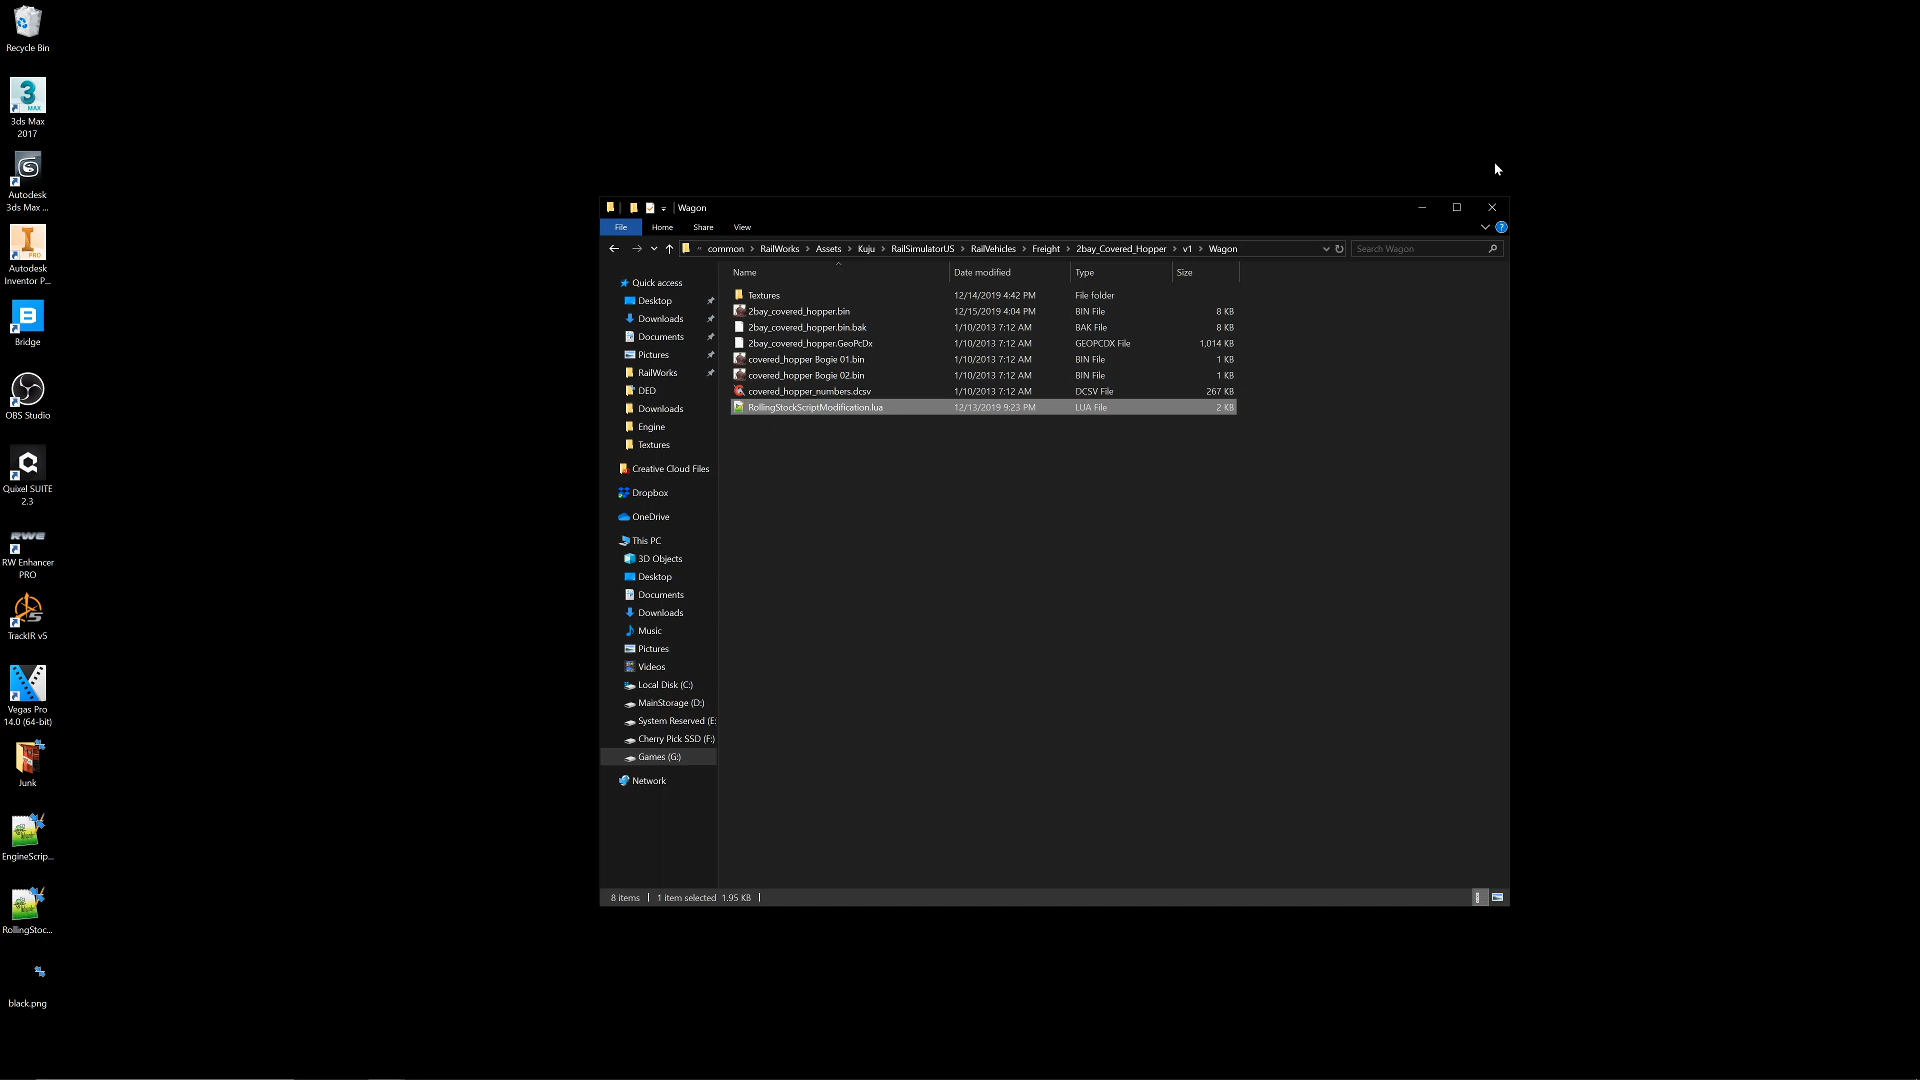 Recycle Bin
3ds Max
2017
Autodesk
3ds Max ...
Autodesk
Inventor P...
Bridge
OBS Studio
Quixel SUITE
2.3
RW Enhancer
PRO
TrackIR v5
Vegas Pro
14.0 (64-bit)
Junk
EngineScrip...
RollingStoc...
black.png
Wagon
File Home Share View
« common > RailWorks > Assets > Kuju > RailSimulatorUS > RailVehicles > Freight > 2bay_Covered_Hopper > v1 > Wagon
Search Wagon
Name Date modified Type Size
Textures 12/14/2019 4:42 PM File folder
2bay_covered_hopper.bin 12/15/2019 4:04 PM BIN File 8 KB
2bay_covered_hopper.bin.bak 1/10/2013 7:12 AM BAK File 8 KB
2bay_covered_hopper.GeoPcDx 1/10/2013 7:12 AM GEOPCDX File 1,014 KB
covered_hopper Bogie 01.bin 1/10/2013 7:12 AM BIN File 1 KB
covered_hopper Bogie 02.bin 1/10/2013 7:12 AM BIN File 1 KB
covered_hopper_numbers.dcsv 1/10/2013 7:12 AM DCSV File 267 KB
RollingStockScriptModification.lua 12/13/2019 9:23 PM LUA File 2 KB
Quick access
Desktop
Downloads
Documents
Pictures
RailWorks
DED
Downloads
Engine
Textures
Creative Cloud Files
Dropbox
OneDrive
This PC
3D Objects
Desktop
Documents
Downloads
Music
Pictures
Videos
Local Disk (C:)
MainStorage (D:)
System Reserved (E:
Cherry Pick SSD (F:)
Games (G:)
Network
8 items 1 item selected 1.95 KB